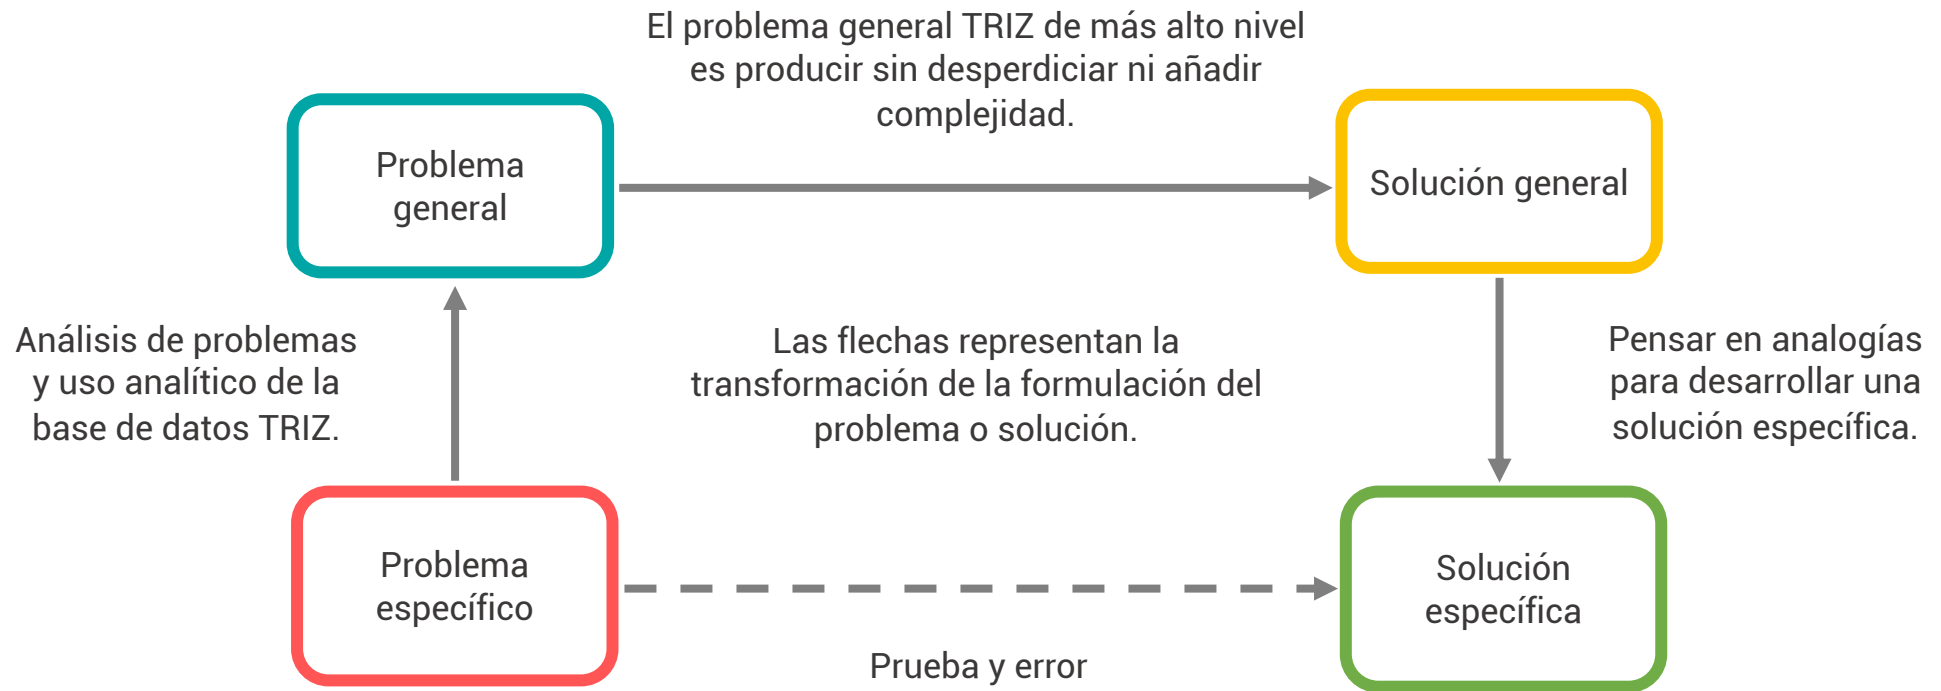 El problema general TRIZ de más alto nivel
es producir sin desperdiciar ni añadir
complejidad.
Problema
general
Solución general
Análisis de problemas
y uso analítico de la
base de datos TRIZ.
Las flechas representan la
transformación de la formulación del
problema o solución.
Pensar en analogías
para desarrollar una
solución específica.
Problema
específico
Solución
específica
Prueba y error